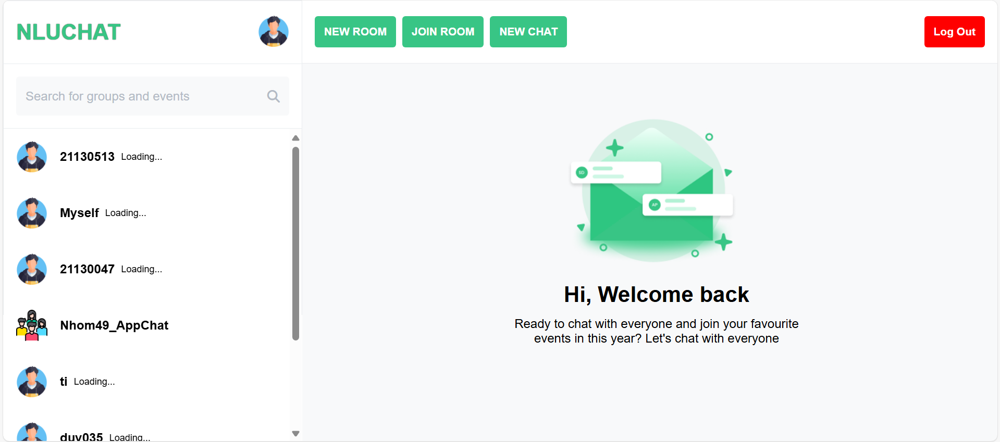 NLUCHAT
NEW ROOM
JOIN ROOM
NEW CHAT
Log Out
Search for groups and events
21130513 Loading...
Myself Loading...
21130047 Loading...
Nhom49_AppChat
ti Loading...
duy035 Loading...
SD
AP
Hi, Welcome back
Ready to chat with everyone and join your favourite
events in this year? Let's chat with everyone